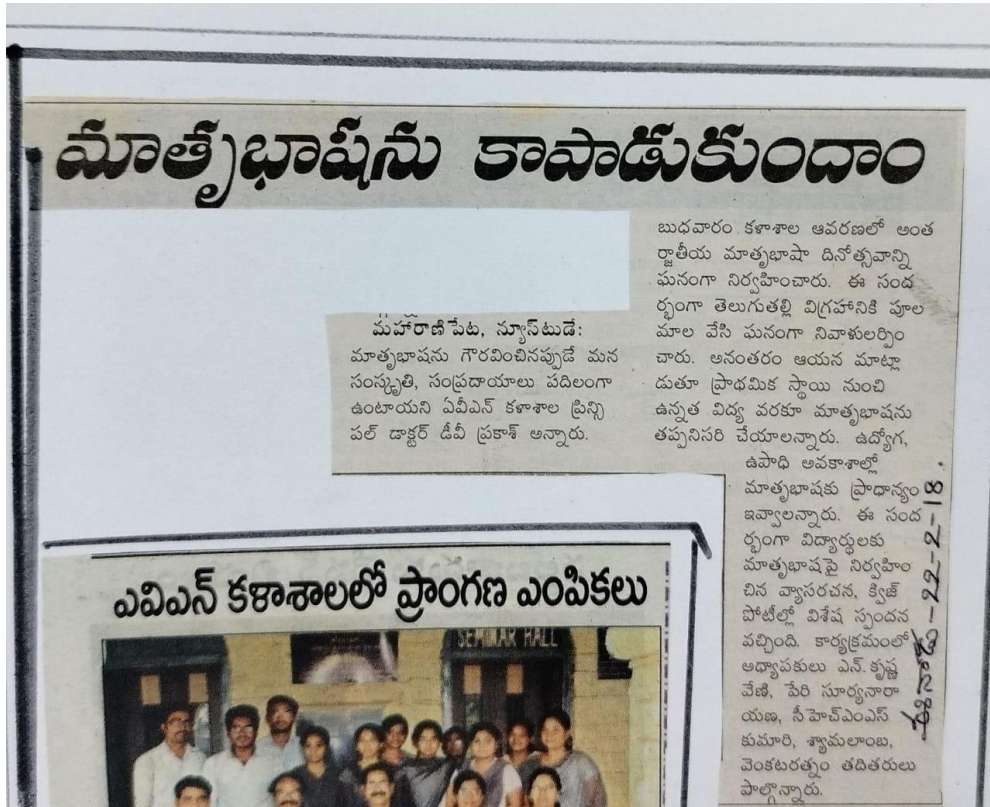 మాతృభాషను కాపాడుకుందాం
మహారాణిపేట, న్యూస్‌టుడే:
మాతృభాషను గౌరవించినప్పుడే మన
సంస్కృతి, సంప్రదాయాలు పదిలంగా
ఉంటాయని ఏవీఎన్ కళాశాల ప్రిన్సి
పల్ డాక్టర్ డీవీ ప్రకాశ్ అన్నారు.
బుధవారం కళాశాల ఆవరణలో అంత
ర్జాతీయ మాతృభాషా దినోత్సవాన్ని
ఘనంగా నిర్వహించారు. ఈ సంద
ర్భంగా తెలుగుతల్లి విగ్రహానికి పూల
మాల వేసి ఘనంగా నివాళులర్పిం
చారు. అనంతరం ఆయన మాట్లా
డుతూ ప్రాథమిక స్థాయి నుంచి
ఉన్నత విద్య వరకూ మాతృభాషను
తప్పనిసరి చేయాలన్నారు. ఉద్యోగ,
ఉపాధి అవకాశాల్లో
మాతృభాషకు ప్రాధాన్యం
ఇవ్వాలన్నారు. ఈ సంద
ర్భంగా విద్యార్థులకు
మాతృభాషపై నిర్వహిం
చిన వ్యాసరచన, క్విజ్
పోటీల్లో విశేష స్పందన
వచ్చింది. కార్యక్రమంలో
అధ్యాపకులు ఎన్.కృష్ణ
వేణి, పేరి సూర్యనారా
యణ, సీహెచ్ఎంఎస్
కుమారి, శ్యామలాంబ,
వెంకటరత్నం తదితరులు
పాల్గొన్నారు.
ఈనాడు - 22-2-18.
ఎవిఎన్ కళాశాలలో ప్రాంగణ ఎంపికలు
SEMINAR HALL